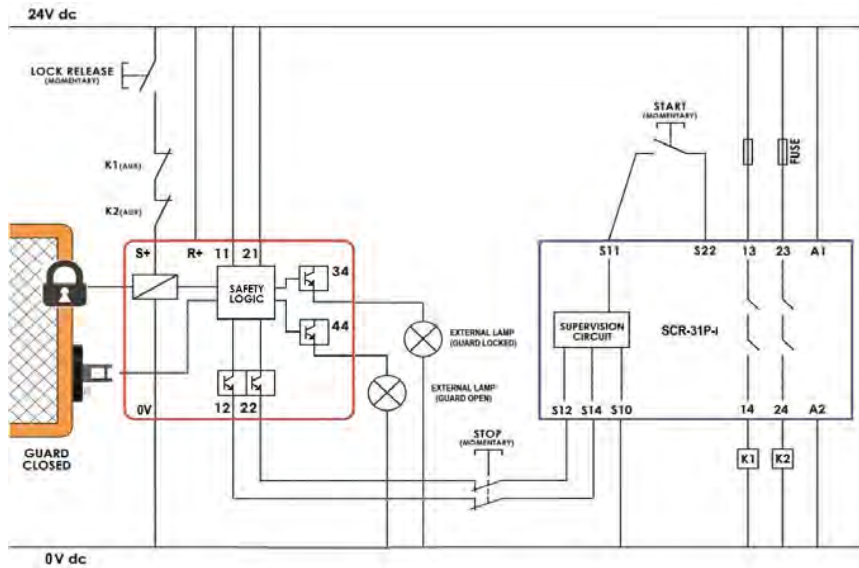 24V dc
LOCK RELEASE
(MOMENTARY)
START
(MOMENTARY)
FUSE
K1(AUX)
K2(AUX)
S+ R+ 11 21
S11 S22 13 23 A1
34
SAFETY
LOGIC
44
EXTERNAL LAMP
(GUARD LOCKED)
SUPERVISION
CIRCUIT
SCR-31P-i
EXTERNAL LAMP
(GUARD OPEN)
0V 12 22
S12 S14 S10 14 24 A2
GUARD
CLOSED
STOP
(MOMENTARY)
K1 K2
0V dc